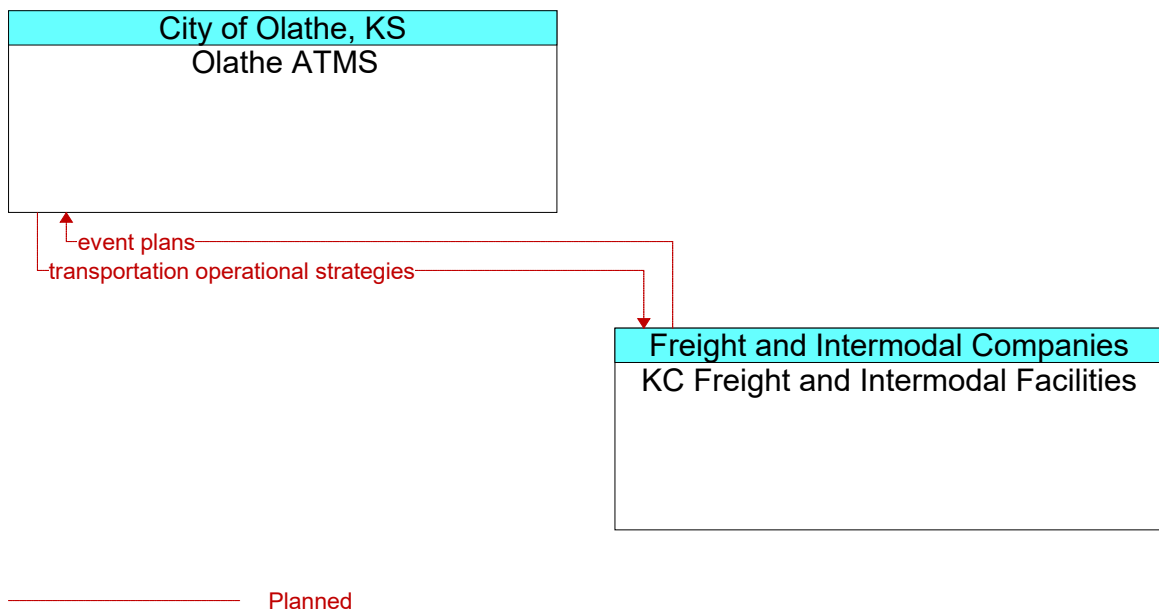 City of Olathe, KS
Olathe ATMS
event plans
transportation operational strategies
Freight and Intermodal Companies
KC Freight and Intermodal Facilities
Planned